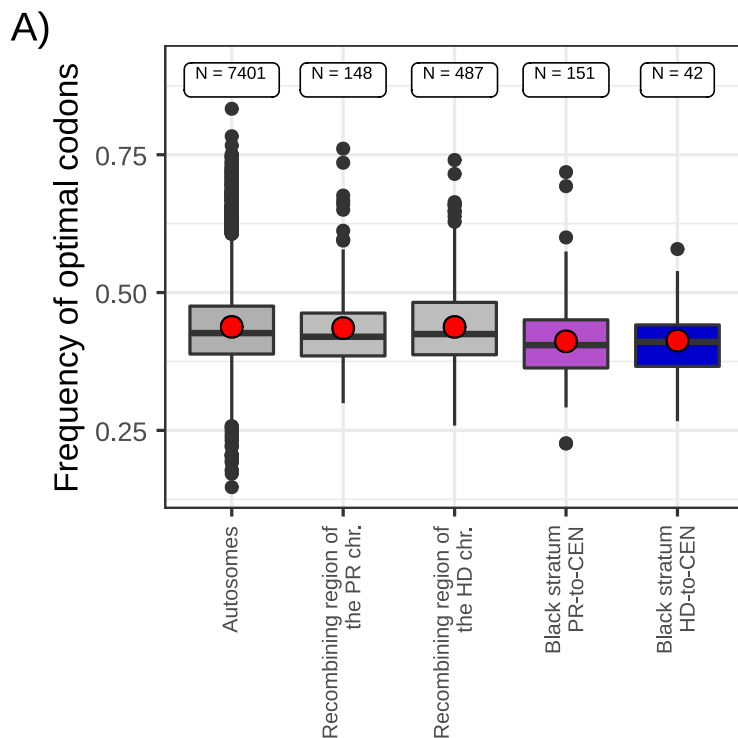 A)
N = 7401
N = 148
N = 487
N = 151
N = 42
Frequency of optimal codons
0.75
0.50
0.25
Autosomes
Recombining region of
the PR chr.
Recombining region of
the HD chr.
Black stratum
PR-to-CEN
Black stratum
HD-to-CEN